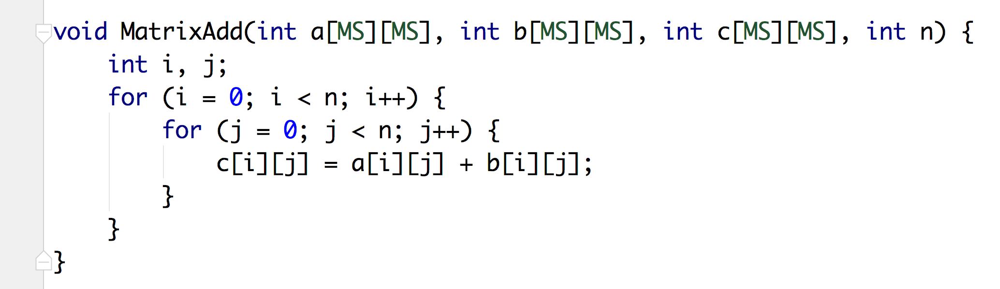 void MatrixAdd(int a[MS][MS], int b[MS][MS], int c[MS][MS], int n) {
    int i, j;
    for (i = 0; i < n; i++) {
        for (j = 0; j < n; j++) {
            c[i][j] = a[i][j] + b[i][j];
        }
    }
}